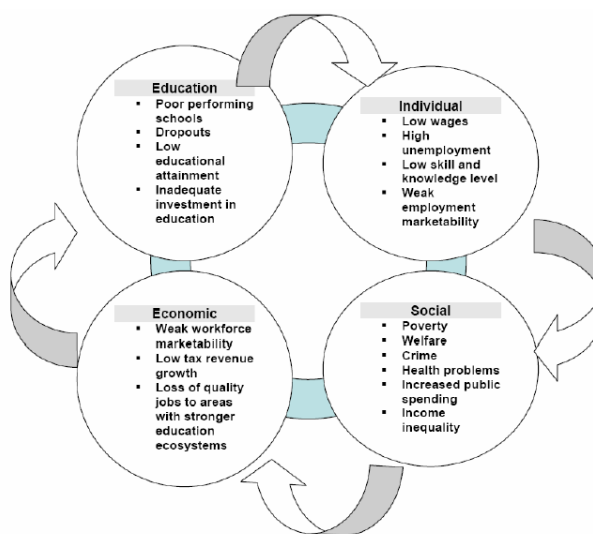 Education
▪ Poor performing
schools
▪ Dropouts
▪ Low
educational
attainment
▪ Inadequate
investment in
education
Individual
▪ Low wages
▪ High
unemployment
▪ Low skill and
knowledge level
▪ Weak
employment
marketability
Economic
▪ Weak workforce
marketability
▪ Low tax revenue
growth
▪ Loss of quality
jobs to areas
with stronger
education
ecosystems
Social
▪ Poverty
▪ Welfare
▪ Crime
▪ Health problems
▪ Increased public
spending
▪ Income
inequality